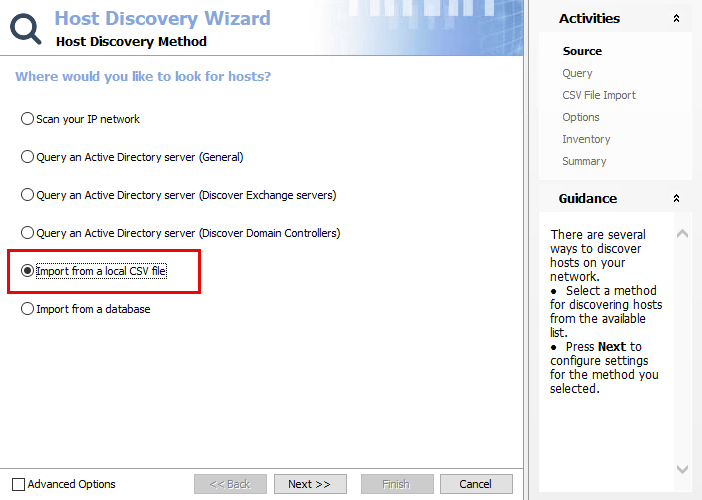 Host Discovery Wizard
Host Discovery Method
Where would you like to look for hosts?
Scan your IP network
Query an Active Directory server (General)
Query an Active Directory server (Discover Exchange servers)
Query an Active Directory server (Discover Domain Controllers)
Import from a local CSV file
Import from a database
Advanced Options
<< Back
Next >>
Finish
Cancel
Activities
Source
Query
CSV File Import
Options
Inventory
Summary
Guidance
There are several
ways to discover
hosts on your
network.
● Select a method
for discovering hosts
from the available
list.
● Press Next to
configure settings
for the method you
selected.